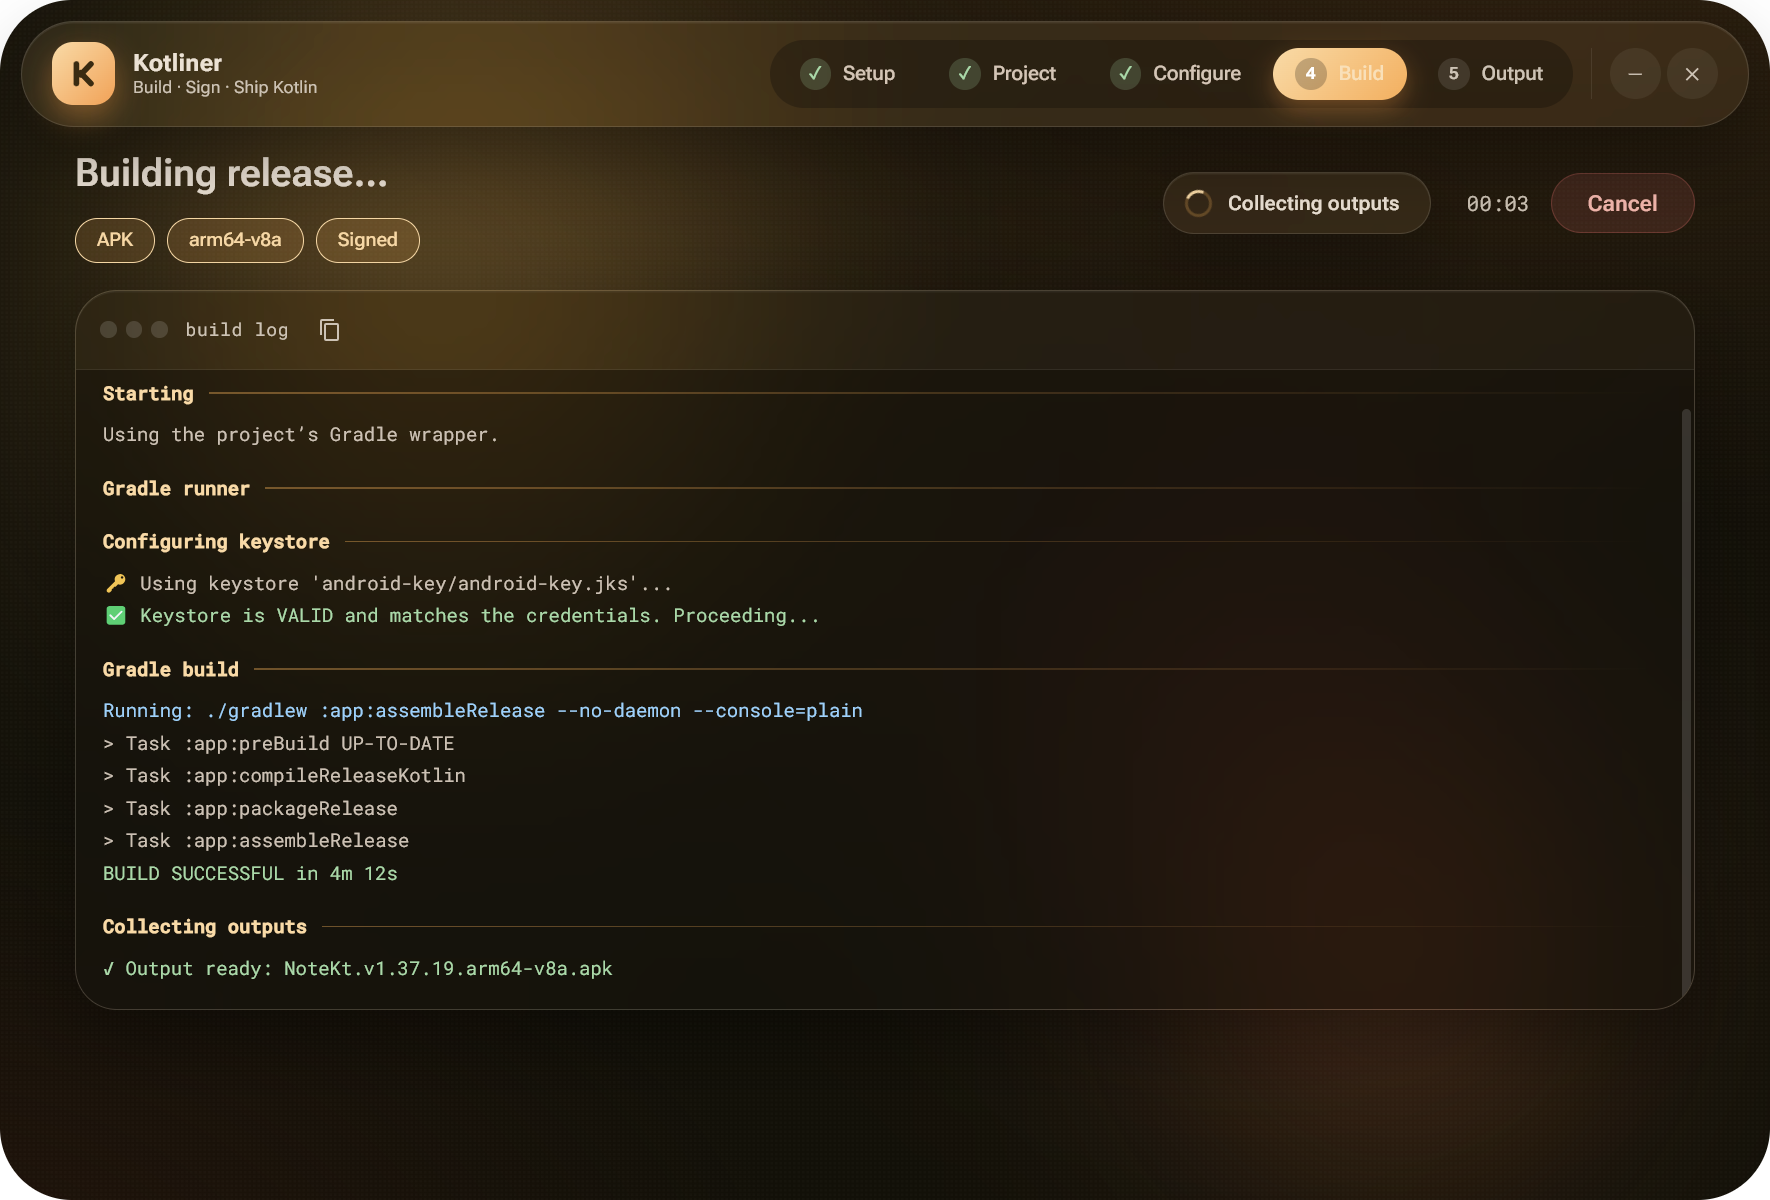 K
Kotliner
Build · Sign · Ship Kotlin
✓ Setup
✓ Project
✓ Configure
4 Build
5 Output
Building release...
APK
arm64-v8a
Signed
Collecting outputs
00:03
Cancel
build log
Starting
Using the project’s Gradle wrapper.
Gradle runner
Configuring keystore
🔑 Using keystore 'android-key/android-key.jks'...
✅ Keystore is VALID and matches the credentials. Proceeding...
Gradle build
Running: ./gradlew :app:assembleRelease --no-daemon --console=plain
> Task :app:preBuild UP-TO-DATE
> Task :app:compileReleaseKotlin
> Task :app:packageRelease
> Task :app:assembleRelease
BUILD SUCCESSFUL in 4m 12s
Collecting outputs
✓ Output ready: NoteKt.v1.37.19.arm64-v8a.apk